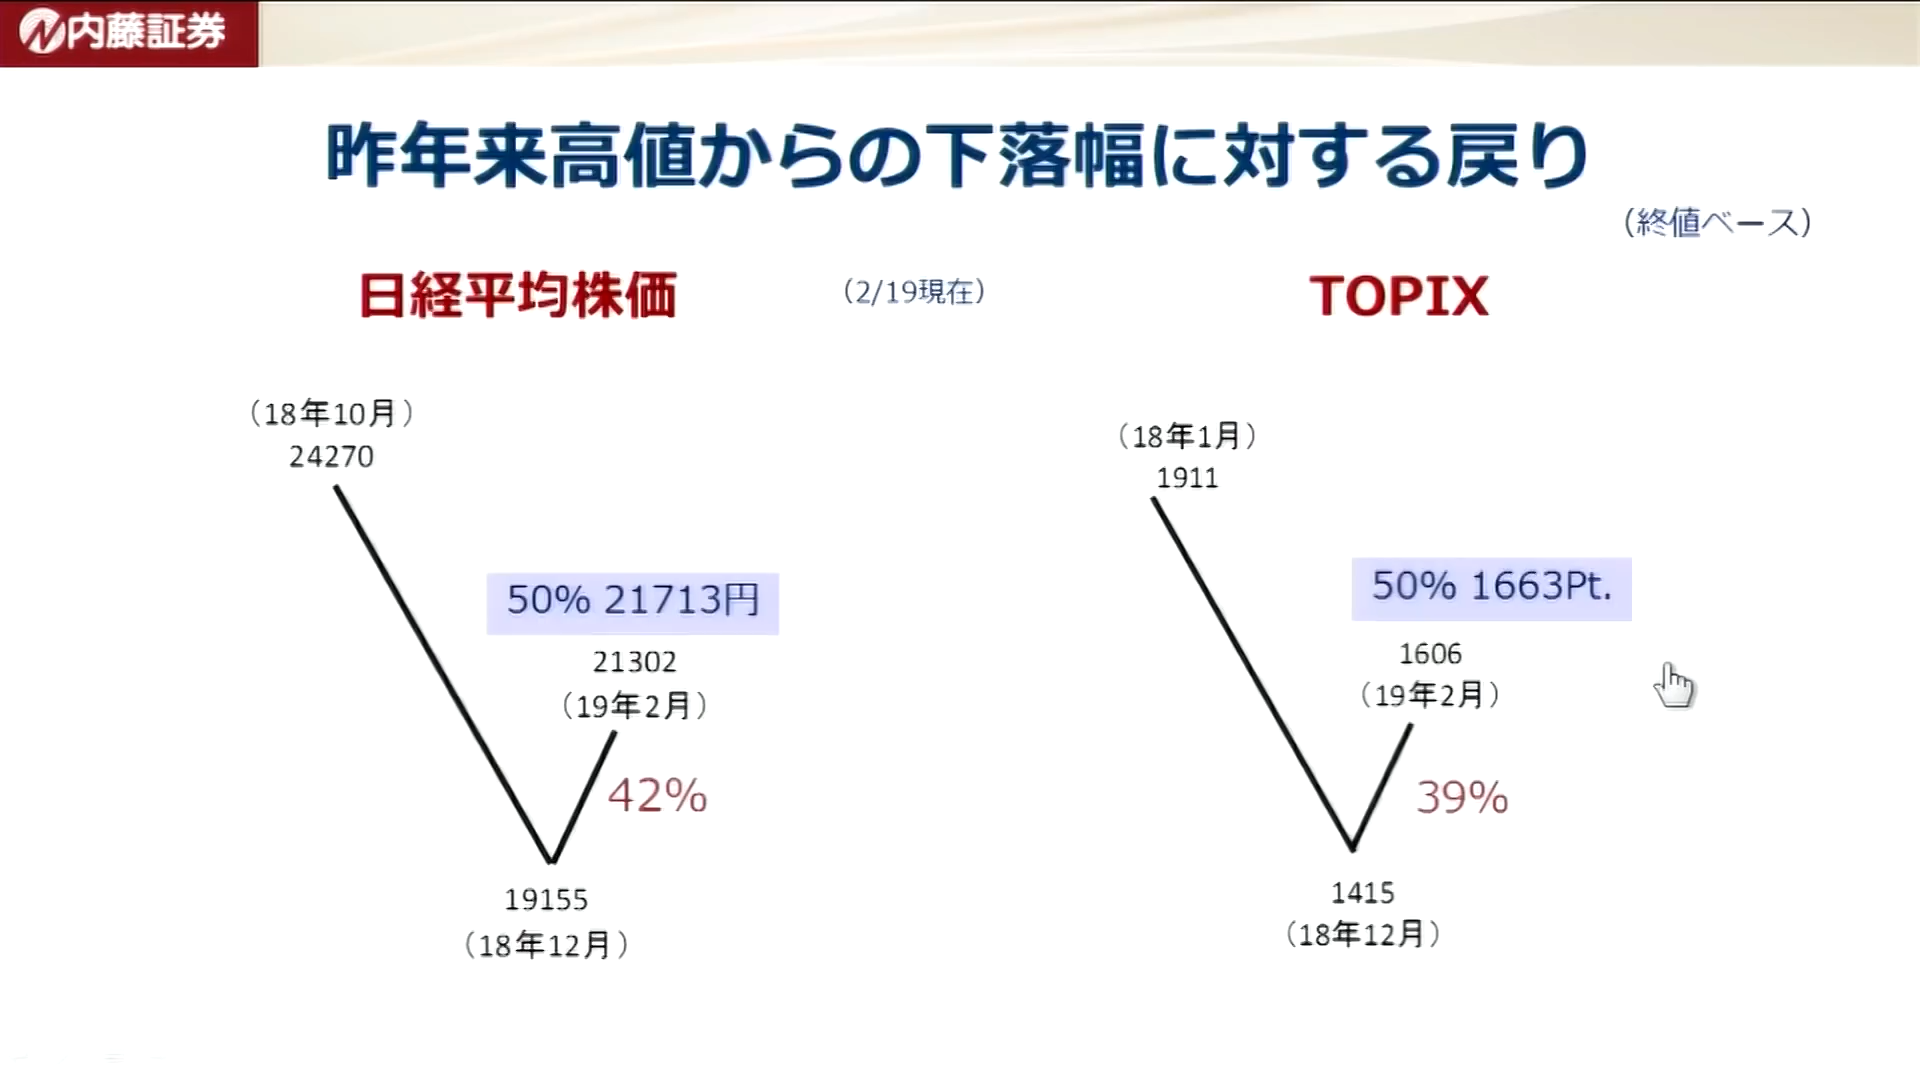 内藤証券
昨年来高値からの下落幅に対する戻り
（終値ベース）
日経平均株価
（2/19現在）
TOPIX
（18年10月）
24270
50% 21713円
21302
（19年2月）
42%
19155
（18年12月）
（18年1月）
1911
50% 1663Pt.
1606
（19年2月）
39%
1415
（18年12月）